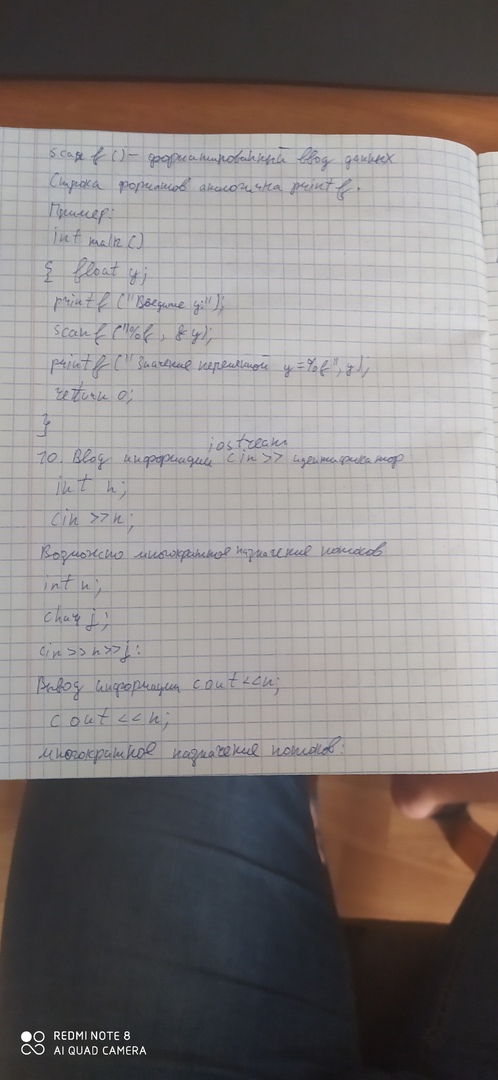 scanf () - форматированный ввод данных
Строка форматов аналогична printf.
Пример:
int main ()
{ float y;
printf ("Введите y:");
scanf ("%f , & y);
printf ("Значение переменной y=%f", y);
return 0;
}
iostream
10. Ввод информации cin >> идентификатор
int n;
cin >> n;
Возможно многократное назначение потоков
int n;
char j;
cin >> n >> j:
Вывод информации cout << n;
cout << n;
многократное назначение потоков:
REDMI NOTE 8
AI QUAD CAMERA